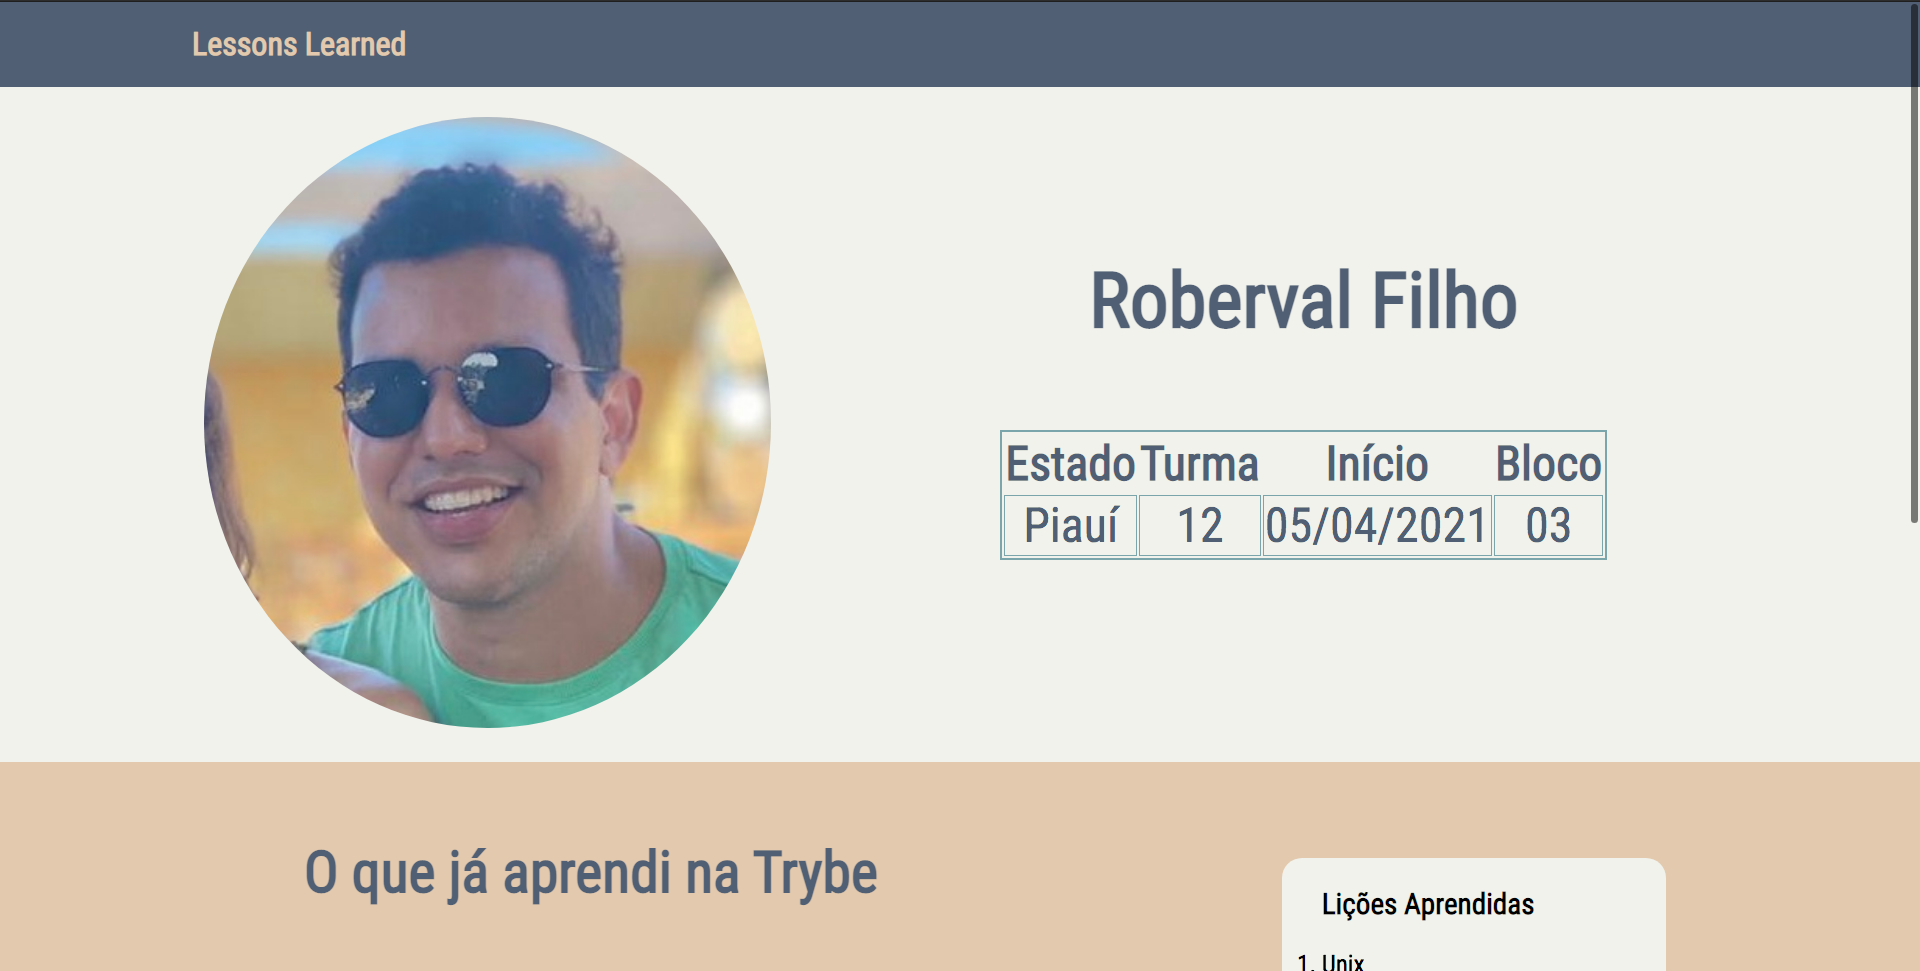 Lessons Learned
Roberval Filho
Estado Turma Início Bloco
Piauí 12 05/04/2021 03
O que já aprendi na Trybe
Lições Aprendidas
1. Unix